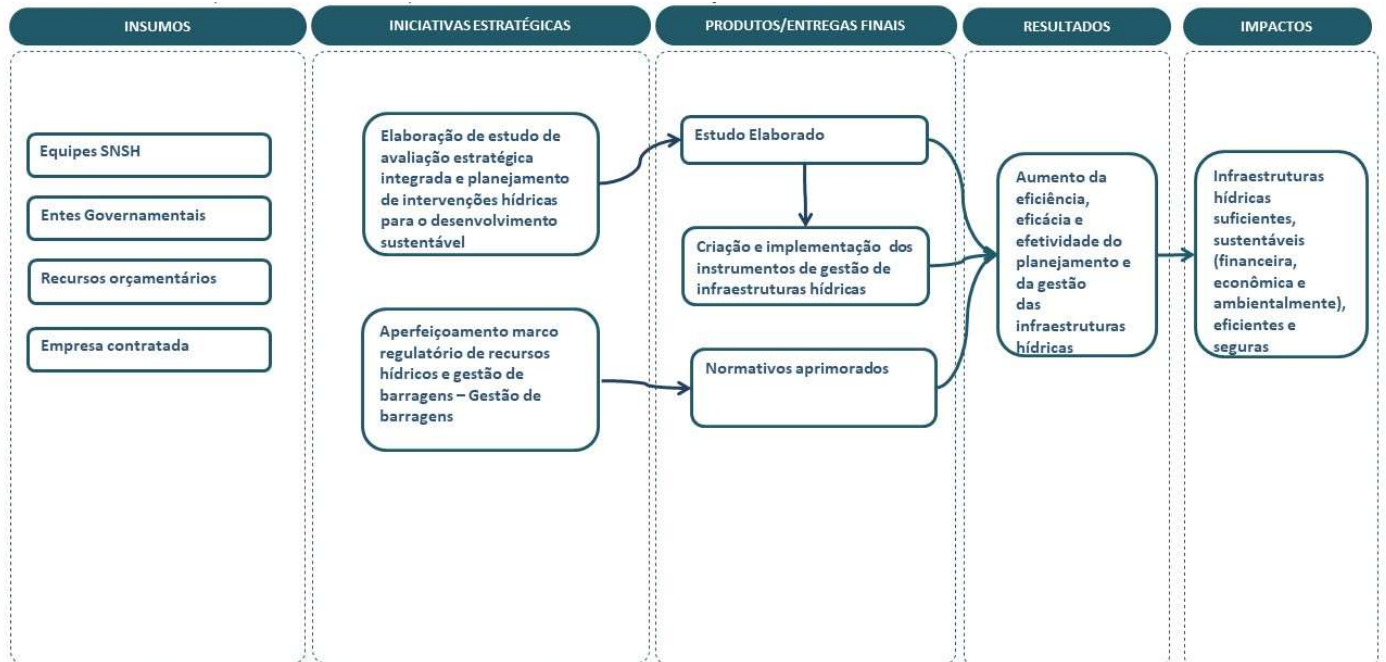 INSUMOS
INICIATIVAS ESTRATÉGICAS
PRODUTOS/ENTREGAS FINAIS
RESULTADOS
IMPACTOS
Equipes SNSH
Entes Governamentais
Recursos orçamentários
Empresa contratada
Elaboração de estudo de
avaliação estratégica
integrada e planejamento
de intervenções hídricas
para o desenvolvimento
sustentável
Aperfeiçoamento marco
regulatório de recursos
hídricos e gestão de
barragens – Gestão de
barragens
Estudo Elaborado
Criação e implementação dos
instrumentos de gestão de
infraestruturas hídricas
Normativos aprimorados
Aumento da
eficiência,
eficácia e
efetividade do
planejamento e
da gestão
das
infraestruturas
hídricas
Infraestruturas
hídricas
suficientes,
sustentáveis
(financeira,
econômica e
ambientalmente),
eficientes e
seguras